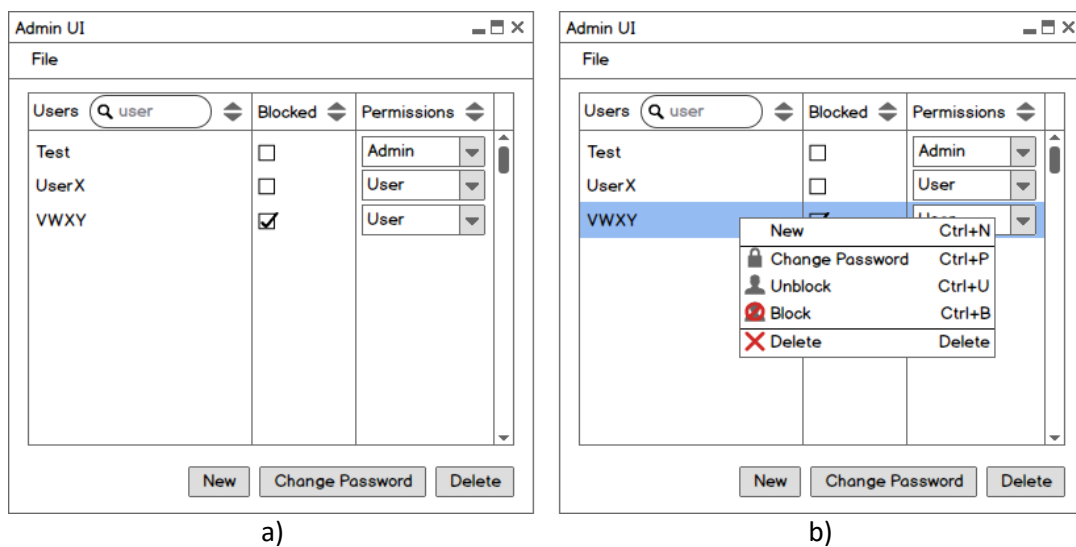 Admin UI
File
Users user Blocked Permissions
Test Admin
UserX User
VWXY User
New Change Password Delete
a)
Admin UI
File
Users user Blocked Permissions
Test Admin
UserX User
VWXY
New Ctrl+N
Change Password Ctrl+P
Unblock Ctrl+U
Block Ctrl+B
Delete Delete
New Change Password Delete
b)